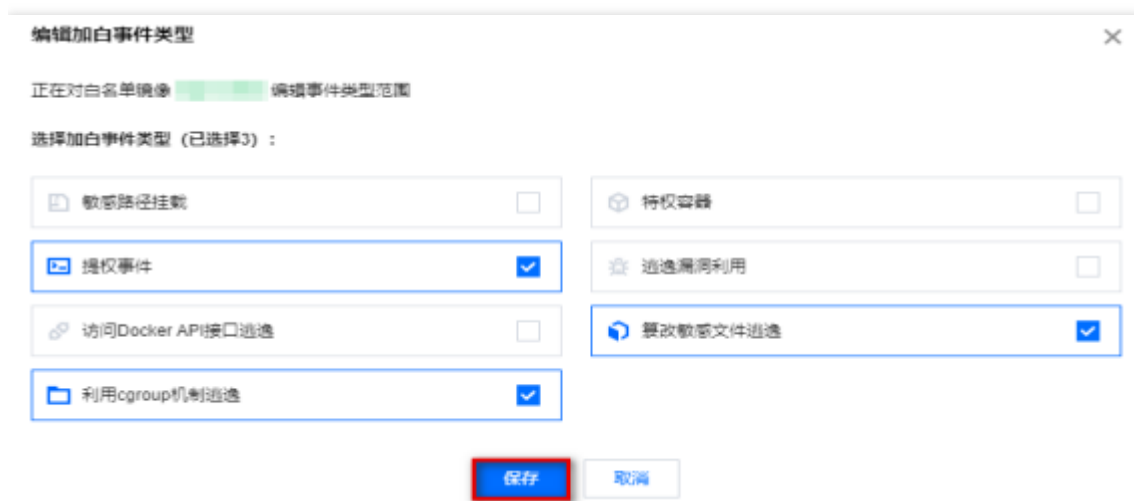 编辑加白事件类型
正在对白名单镜像 编辑事件类型范围
选择加白事件类型（已选择3）：
敏感路径挂载
特权容器
提权事件
逃逸漏洞利用
访问Docker API接口逃逸
篡改敏感文件逃逸
利用cgroup机制逃逸
保存
取消